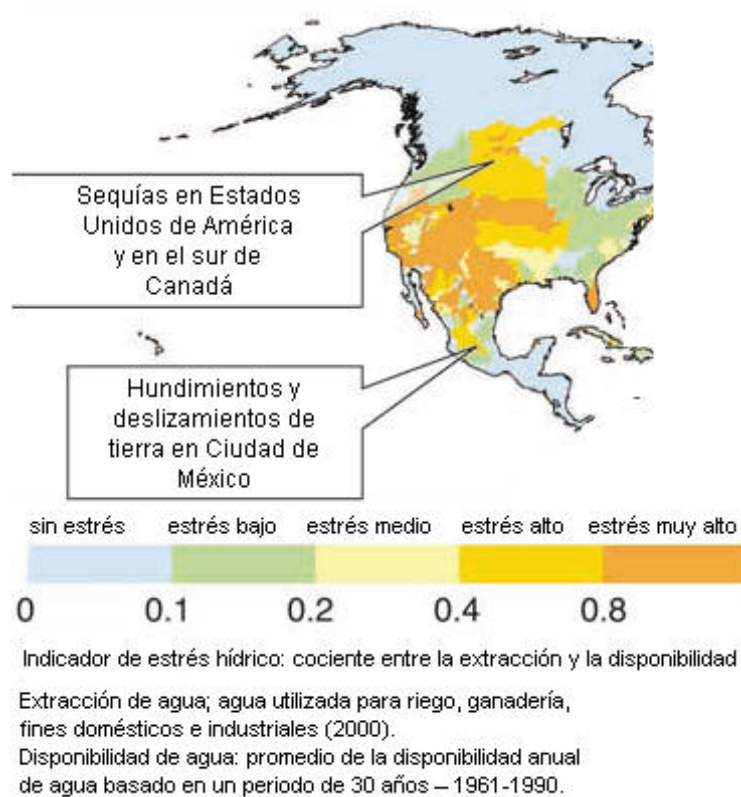 Sequías en Estados
Unidos de América
y en el sur de
Canadá
Hundimientos y
deslizamientos de
tierra en Ciudad de
México
sin estrés estrés bajo estrés medio estrés alto estrés muy alto
0 0.1 0.2 0.4 0.8
Indicador de estrés hídrico: cociente entre la extracción y la disponibilidad
Extracción de agua; agua utilizada para riego, ganadería,
fines domésticos e industriales (2000).
Disponibilidad de agua: promedio de la disponibilidad anual
de agua basado en un periodo de 30 años – 1961-1990.